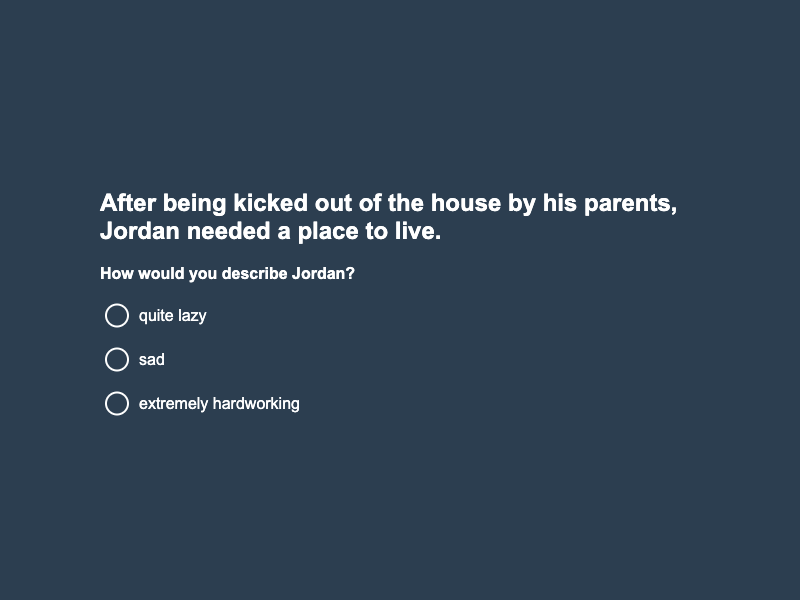 After being kicked out of the house by his parents,
Jordan needed a place to live.
How would you describe Jordan?
quite lazy
sad
extremely hardworking